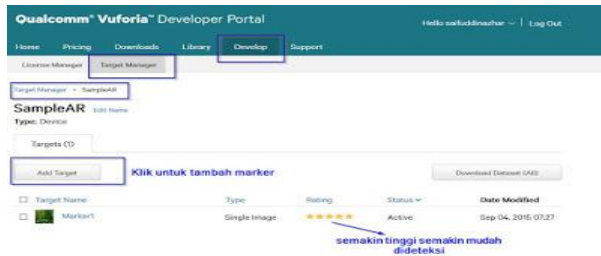 Qualcomm® Vuforia™ Developer Portal
Hello saifuddinazhar
Log Out
Home Pricing Downloads Library Develop Support
License Manager Target Manager
Target Manager > SampleAR
SampleAR Edit Name
Type: Device
Targets (1)
Add Target
Klik untuk tambah marker
Download Dataset (All)
Target Name Type Rating Status Date Modified
Marker1 Single Image Active Sep 04, 2015 07:27
semakin tinggi semakin mudah
dideteksi